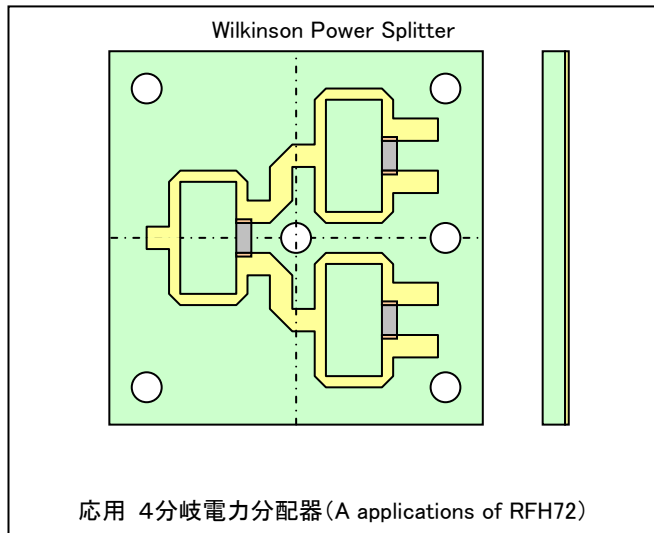 Wilkinson Power Splitter
応用 4分岐電力分配器(A applications of RFH72)